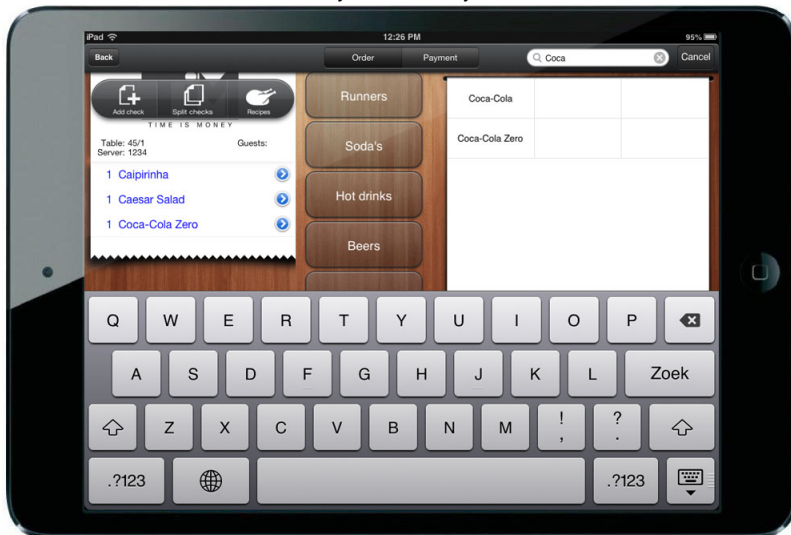 iPad 12:26 PM 95%
Back Order Payment Coca Cancel
Add check Split checks Recipes
TIME IS MONEY
Table: 45/1 Guests:
Server: 1234
1 Caipirinha
1 Caesar Salad
1 Coca-Cola Zero
Runners
Soda's
Hot drinks
Beers
Coca-Cola
Coca-Cola Zero
Q W E R T Y U I O P
A S D F G H J K L Zoek
Z X C V B N M ! , ? .
.?123 .?123